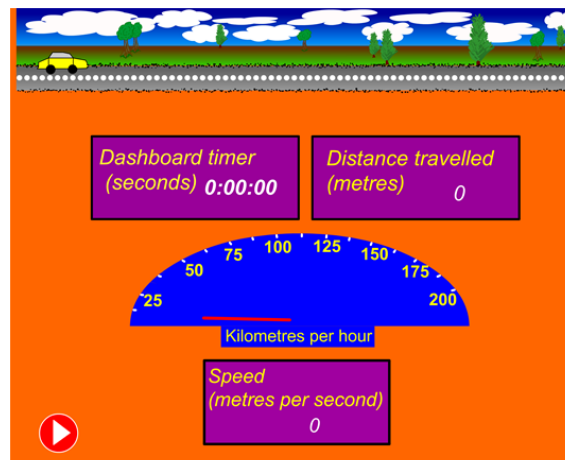 Dashboard timer
(seconds) 0:00:00
Distance travelled
(metres) 0
25 50 75 100 125 150 175 200
Kilometres per hour
Speed
(metres per second)
0